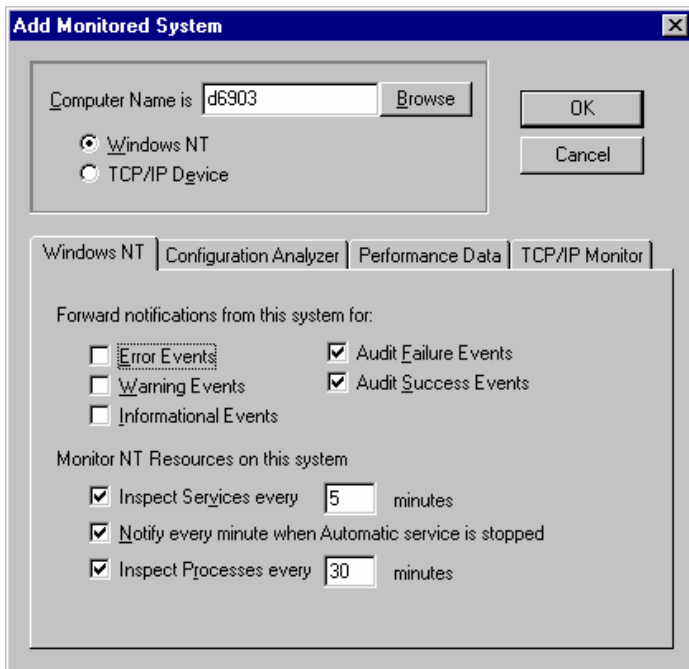 Add Monitored System
Computer Name is d6903 Browse
OK
Windows NT
Cancel
TCP/IP Device
Windows NT Configuration Analyzer Performance Data TCP/IP Monitor
Forward notifications from this system for:
Error Events Audit Failure Events
Warning Events Audit Success Events
Informational Events
Monitor NT Resources on this system
Inspect Services every 5 minutes
Notify every minute when Automatic service is stopped
Inspect Processes every 30 minutes